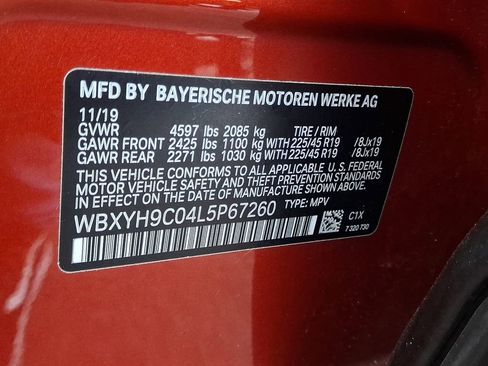 MFD BY BAYERISCHE MOTOREN WERKE AG
11/19
GVWR 4597 lbs 2085 kg TIRE / RIM
GAWR FRONT 2425 lbs 1100 kg WITH 225/45 R19 /8Jx19
GAWR REAR 2271 lbs 1030 kg WITH 225/45 R19 /8Jx19
THIS VEHICLE CONFORMS TO ALL APPLICABLE U.S. FEDERAL
MOTOR VEHICLE SAFETY STANDARDS IN EFFECT
ON THE DATE OF MANUFACTURE SHOWN ABOVE.
WBXYH9C04L5P67260 TYPE: MPV C1X
7 320 730